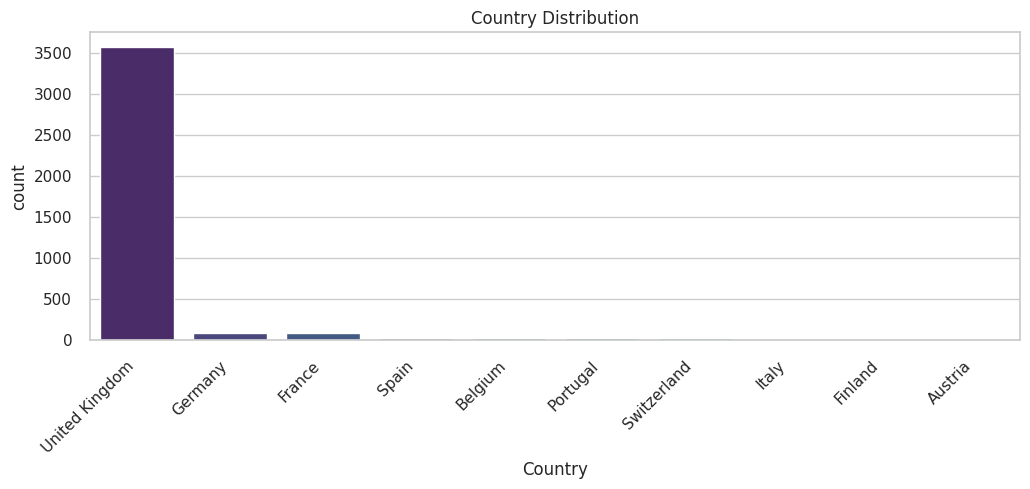 Country Distribution
3500
3000
2500
2000
1500
1000
500
0
count
United Kingdom
Germany
France
Spain
Belgium
Portugal
Switzerland
Italy
Finland
Austria
Country